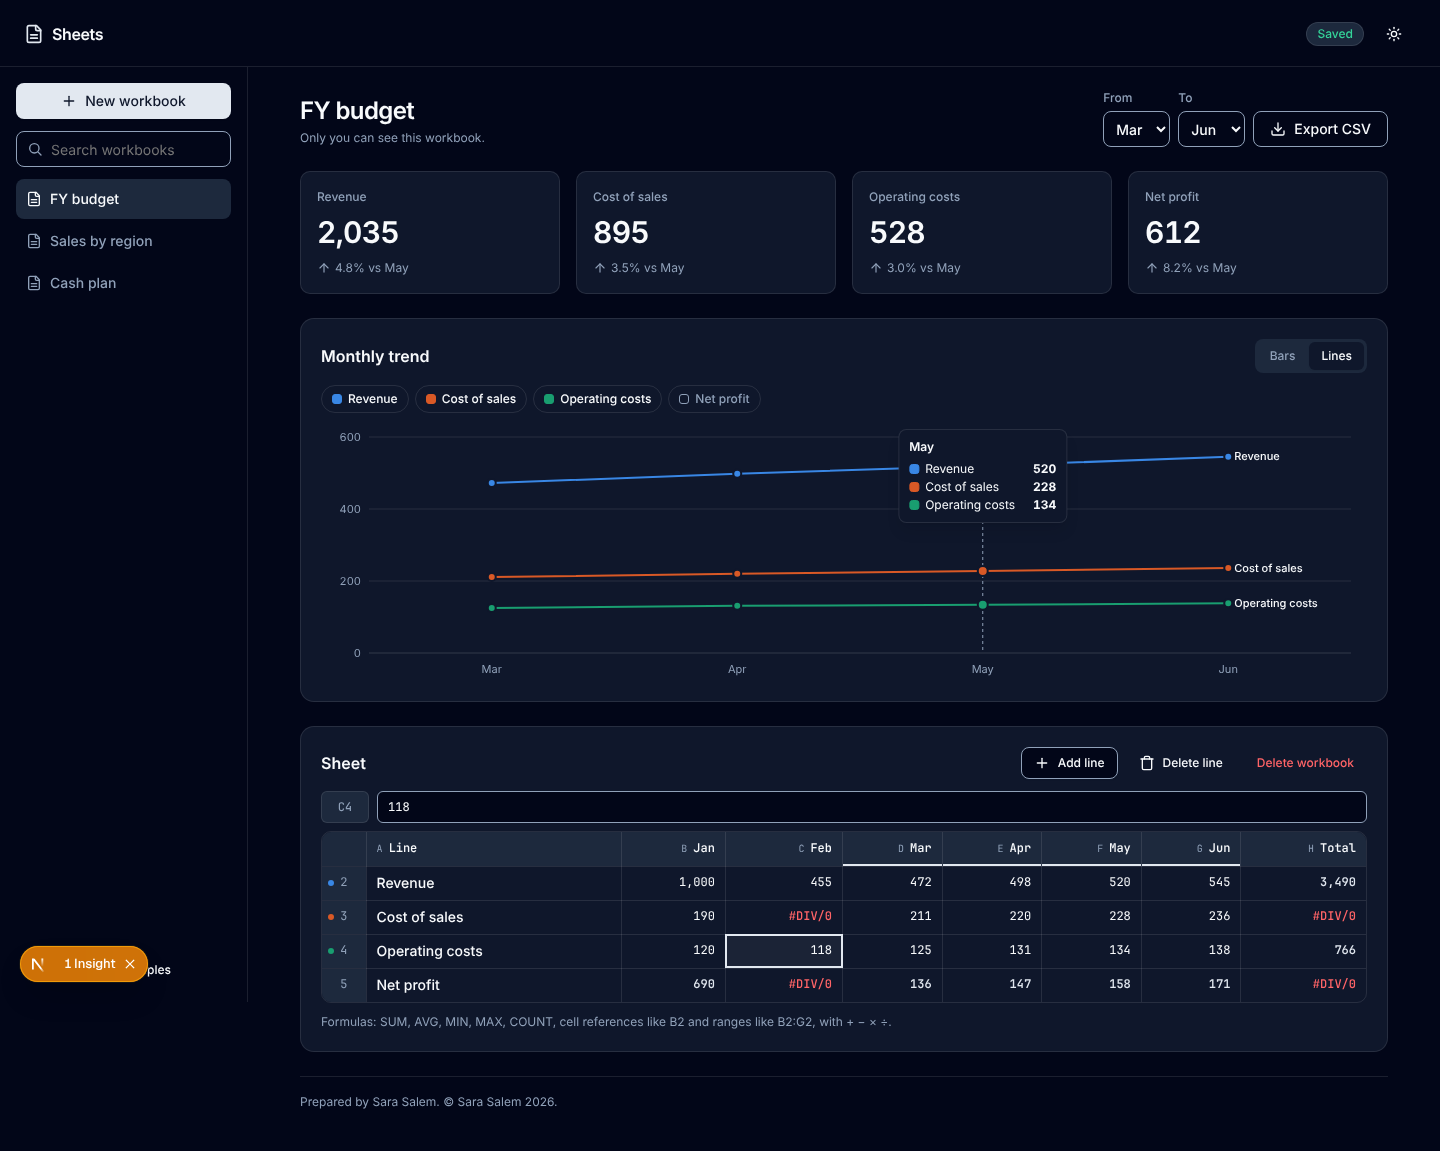 Sheets
Saved
New workbook
Search workbooks
FY budget
Sales by region
Cash plan
1 Insight
ples
FY budget
Only you can see this workbook.
From
To
Mar
Jun
Export CSV
Revenue
2,035
4.8% vs May
Cost of sales
895
3.5% vs May
Operating costs
528
3.0% vs May
Net profit
612
8.2% vs May
Monthly trend
Bars
Lines
Revenue
Cost of sales
Operating costs
Net profit
600
400
200
0
May
Revenue 520
Cost of sales 228
Operating costs 134
Revenue
Cost of sales
Operating costs
Mar
Apr
May
Jun
Sheet
Add line
Delete line
Delete workbook
C4
118
A Line B Jan C Feb D Mar E Apr F May G Jun H Total
2 Revenue 1,000 455 472 498 520 545 3,490
3 Cost of sales 190 #DIV/0 211 220 228 236 #DIV/0
4 Operating costs 120 118 125 131 134 138 766
5 Net profit 690 #DIV/0 136 147 158 171 #DIV/0
Formulas: SUM, AVG, MIN, MAX, COUNT, cell references like B2 and ranges like B2:G2, with + − × ÷.
Prepared by Sara Salem. © Sara Salem 2026.